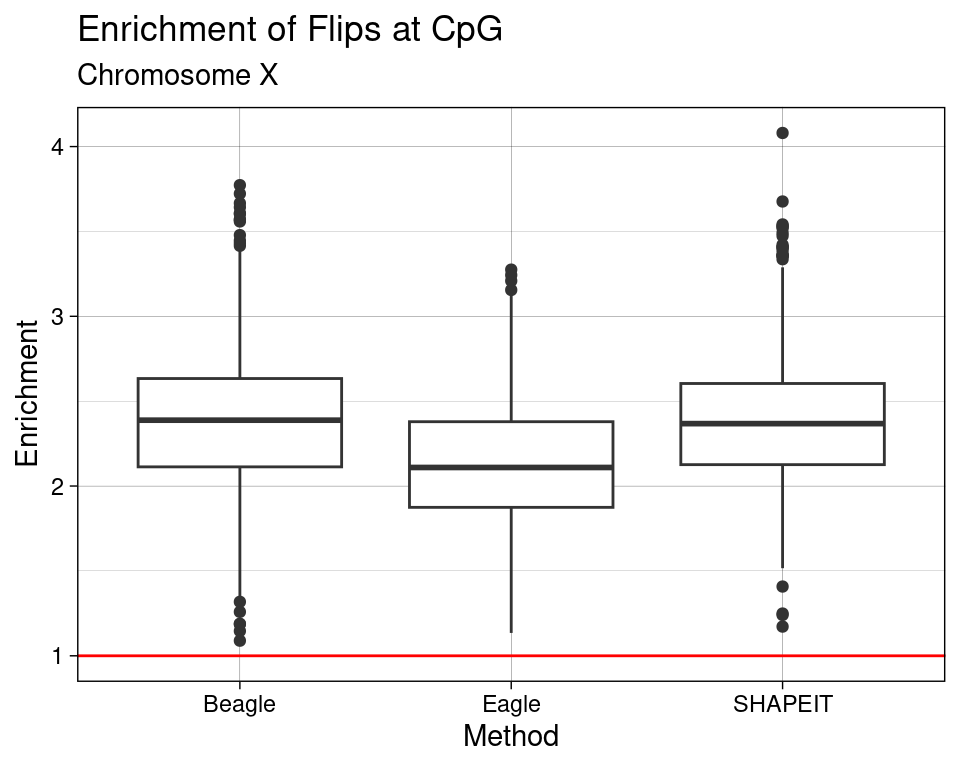 Enrichment of Flips at CpG
Chromosome X
Enrichment
4
3
2
1
Beagle Eagle SHAPEIT
Method